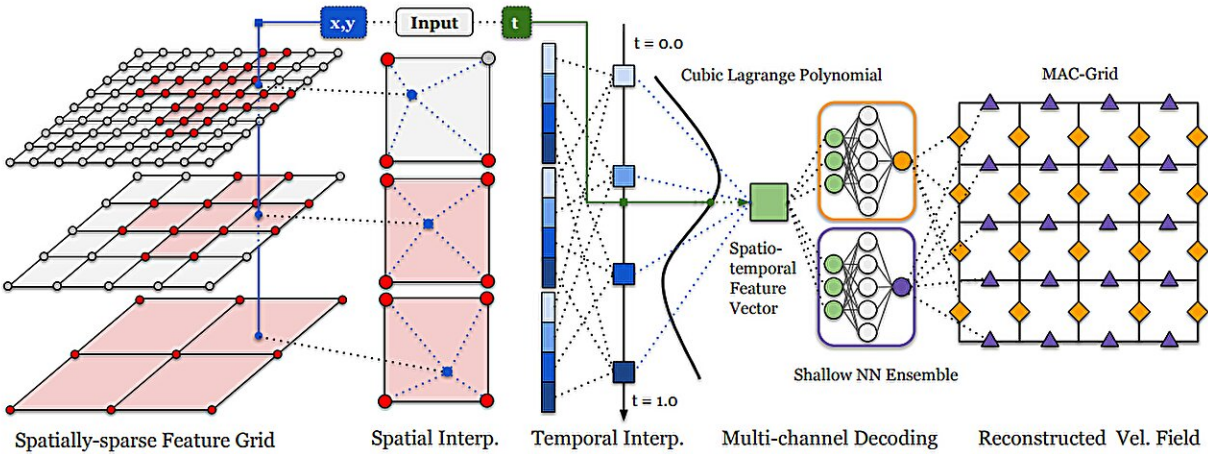 x,y
Input
t
t = 0.0
Cubic Lagrange Polynomial
MAC-Grid
Spatio-
temporal
Feature
Vector
Shallow NN Ensemble
t = 1.0
Spatially-sparse Feature Grid
Spatial Interp.
Temporal Interp.
Multi-channel Decoding
Reconstructed Vel. Field